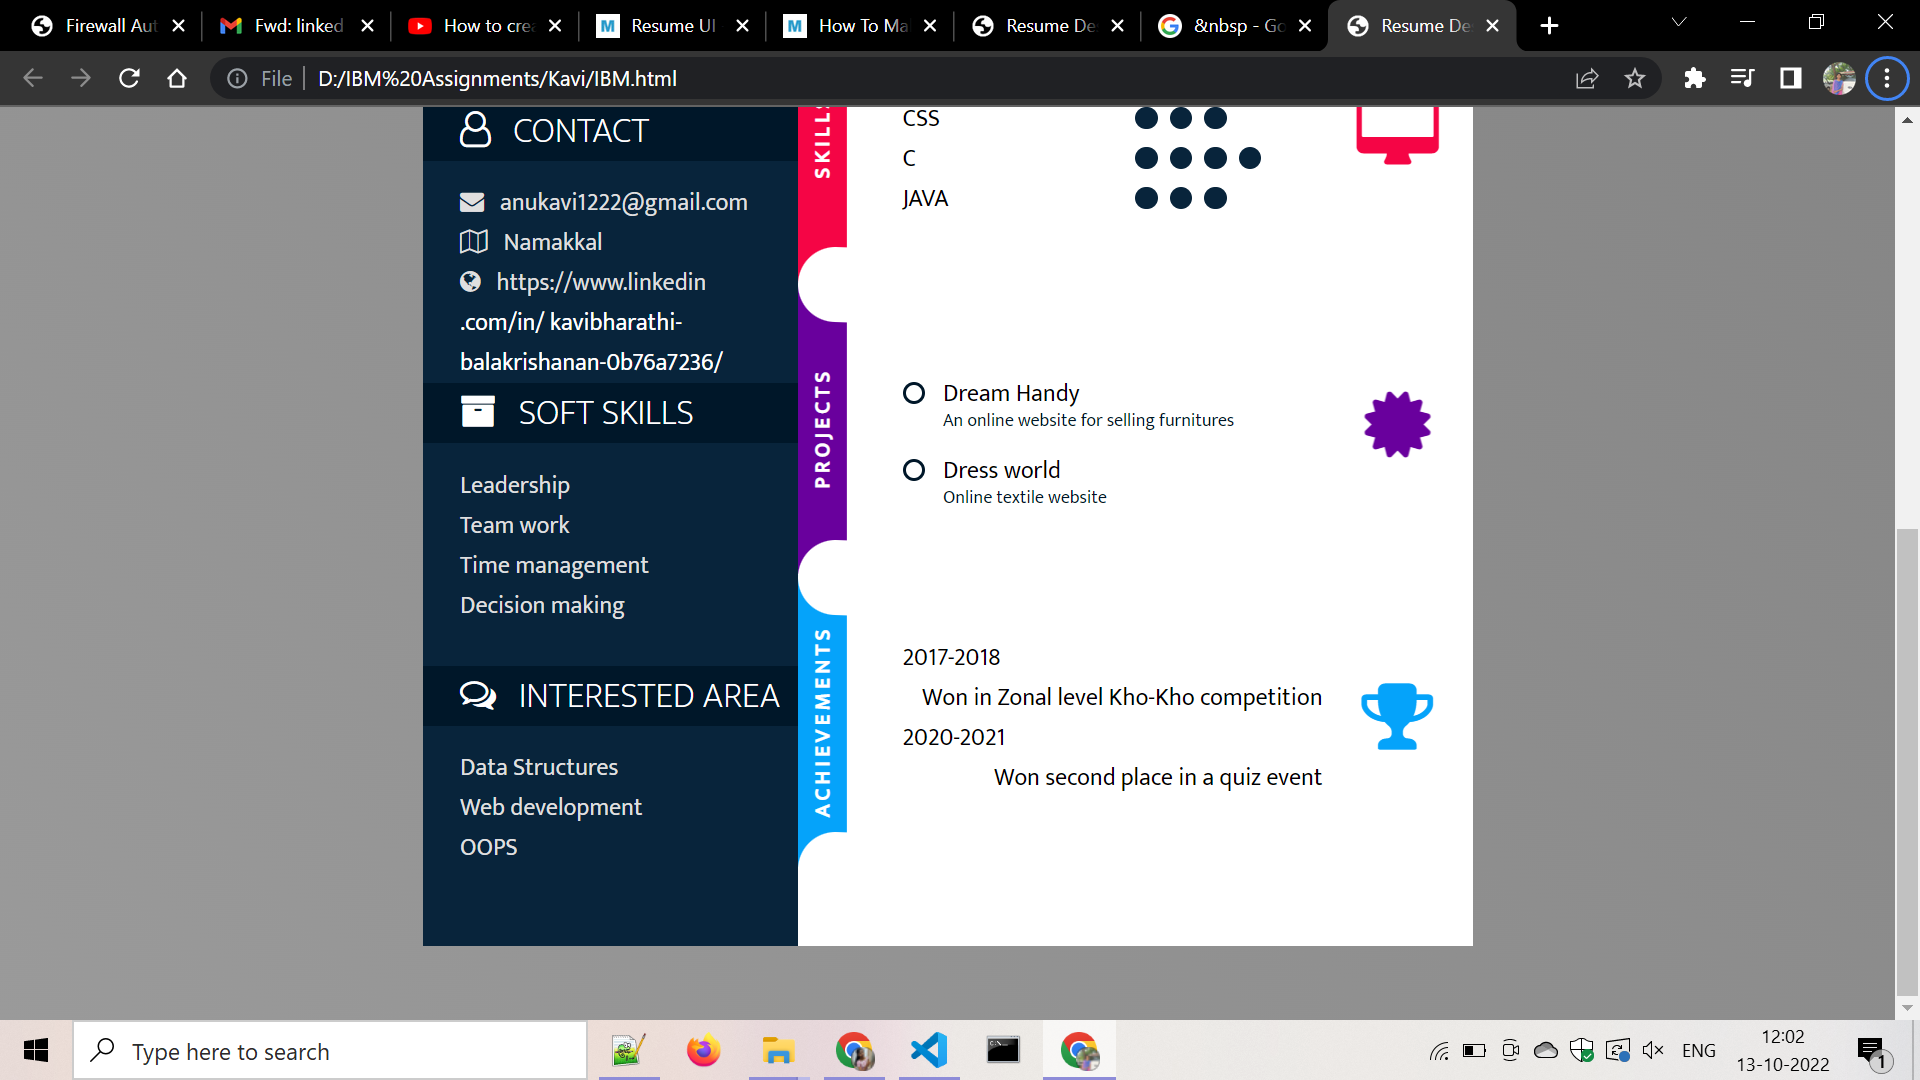 Firewall Aut
Fwd: linked
How to crea
Resume UI
How To Ma
Resume De
&nbsp - Go
Resume De
File
D:/IBM%20Assignments/Kavi/IBM.html
CONTACT
anukavi1222@gmail.com
Namakkal
https://www.linkedin
.com/in/ kavibharathi-
balakrishanan-0b76a7236/
SOFT SKILLS
Leadership
Team work
Time management
Decision making
INTERESTED AREA
Data Structures
Web development
OOPS
SKILLS
CSS
C
JAVA
PROJECTS
Dream Handy
An online website for selling furnitures
Dress world
Online textile website
ACHIEVEMENTS
2017-2018
Won in Zonal level Kho-Kho competition
2020-2021
Won second place in a quiz event
Type here to search
ENG
12:02
13-10-2022
1